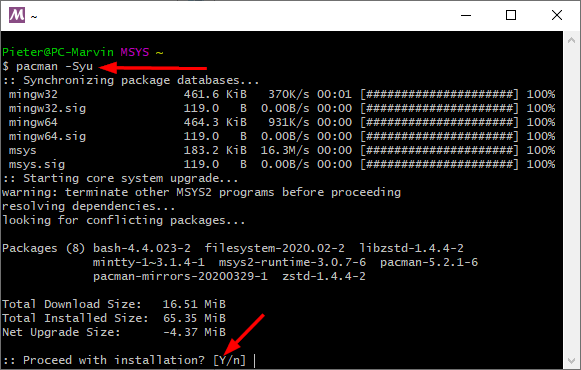 M ~
Pieter@PC-Marvin MSYS ~
$ pacman -Syu
:: Synchronizing package databases...
mingw32 461.6 KiB 370K/s 00:01 [#####################] 100%
mingw32.sig 119.0 B 0.00B/s 00:00 [#####################] 100%
mingw64 464.3 KiB 931K/s 00:01 [#####################] 100%
mingw64.sig 119.0 B 0.00B/s 00:00 [#####################] 100%
msys 183.2 KiB 16.3M/s 00:00 [#####################] 100%
msys.sig 119.0 B 0.00B/s 00:00 [#####################] 100%
:: Starting core system upgrade...
warning: terminate other MSYS2 programs before proceeding
resolving dependencies...
looking for conflicting packages...
Packages (8) bash-4.4.023-2 filesystem-2020.02-2 libzstd-1.4.4-2
mintty-1~3.1.4-1 msys2-runtime-3.0.7-6 pacman-5.2.1-6
pacman-mirrors-20200329-1 zstd-1.4.4-2
Total Download Size: 16.51 MiB
Total Installed Size: 65.35 MiB
Net Upgrade Size: -4.37 MiB
:: Proceed with installation? [Y/n]